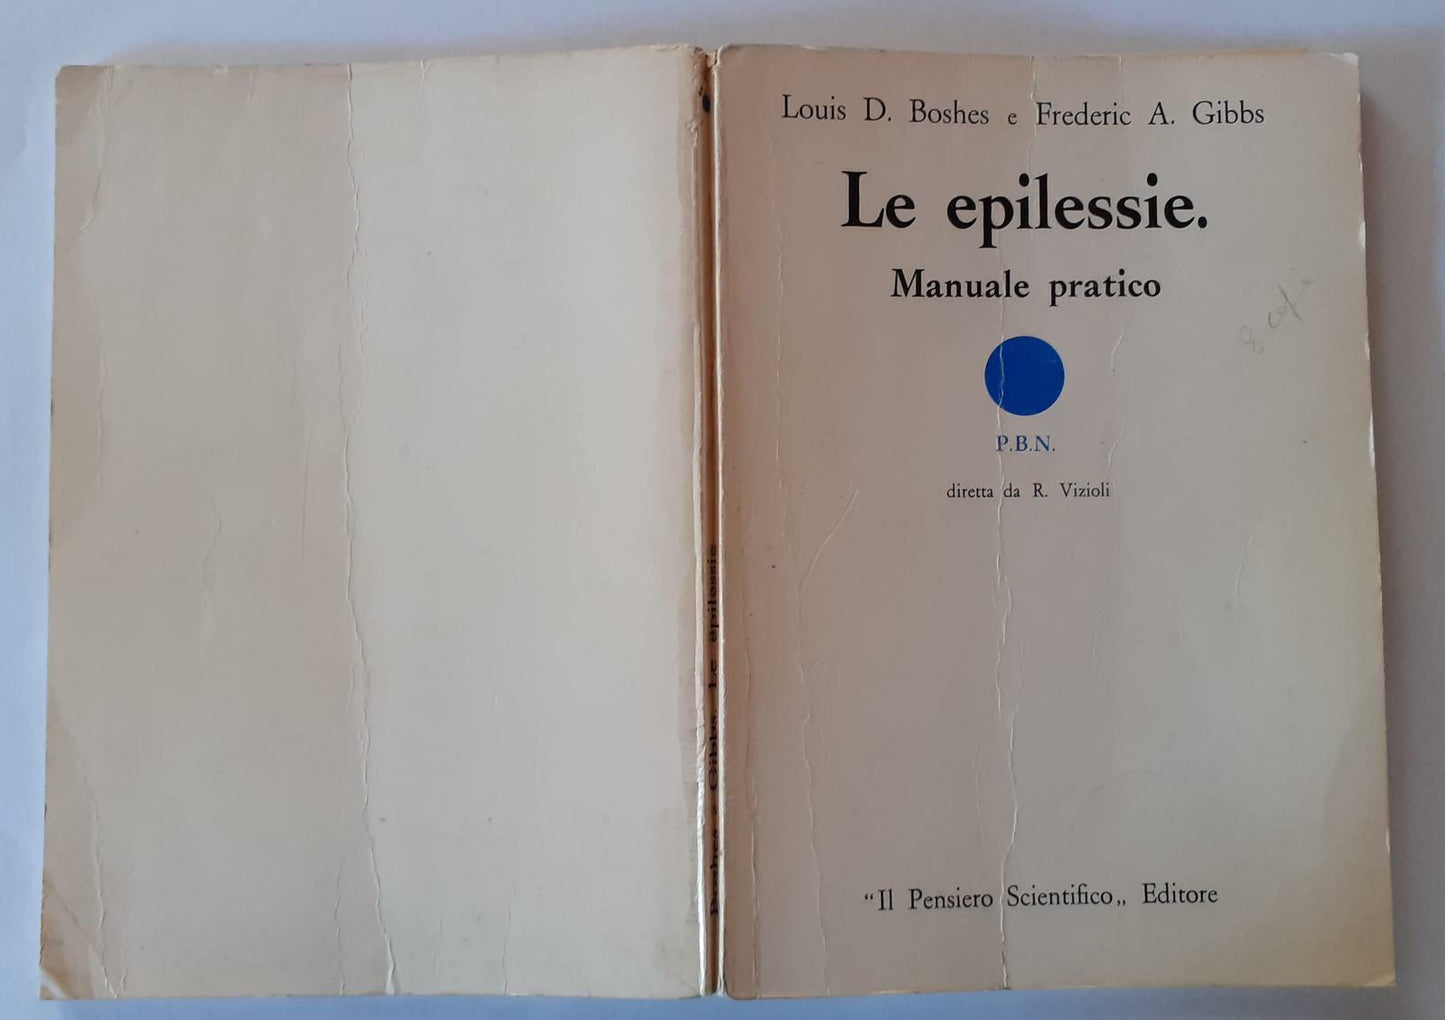 Louis D. Boshes e Frederic A. Gibbs
Le epilessie.
Manuale pratico
P.B.N.
diretta da R. Vizioli
“Il Pensiero Scientifico„ Editore
Boshes e Gibbs. Le epilessie